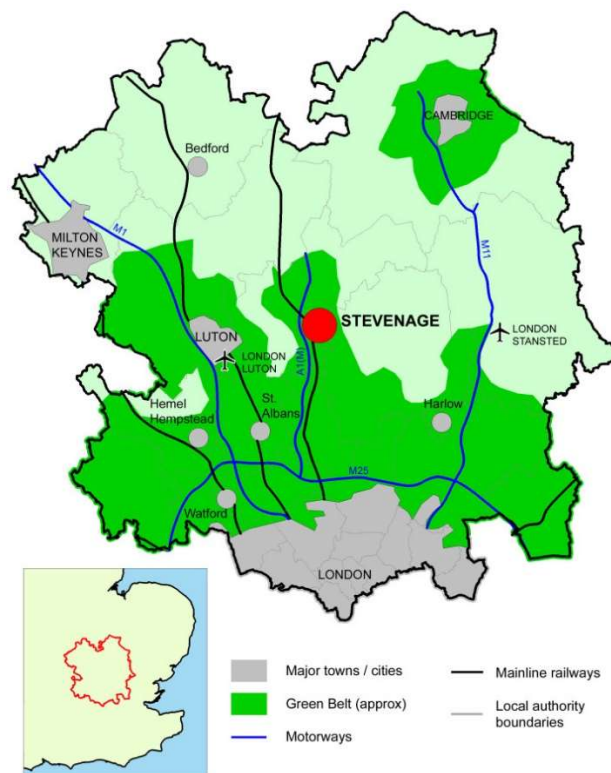 CAMBRIDGE
Bedford
M1
MILTON
KEYNES
M11
STEVENAGE
LUTON
LONDON
STANSTED
LONDON
LUTON
A1(M)
Hemel
Hempstead
St.
Albans
Harlow
M25
Watford
LONDON
Major towns / cities
Mainline railways
Green Belt (approx)
Local authority
boundaries
Motorways